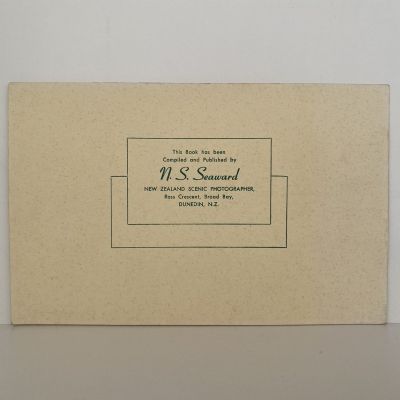 This Book has been
Compiled and Published by
N. S. Seaward
NEW ZEALAND SCENIC PHOTOGRAPHER,
Ross Crescent, Broad Bay,
DUNEDIN, N.Z.